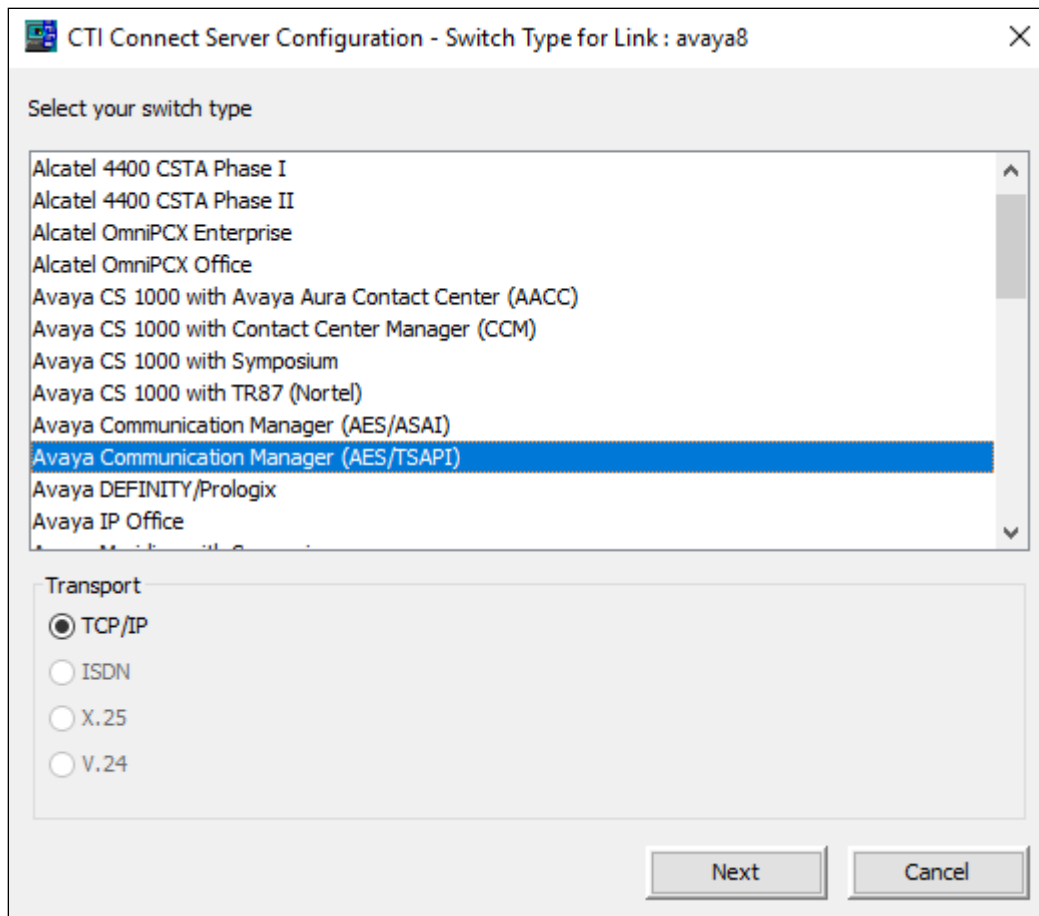 CTI Connect Server Configuration - Switch Type for Link : avaya8
Select your switch type
Alcatel 4400 CSTA Phase I
Alcatel 4400 CSTA Phase II
Alcatel OmniPCX Enterprise
Alcatel OmniPCX Office
Avaya CS 1000 with Avaya Aura Contact Center (AACC)
Avaya CS 1000 with Contact Center Manager (CCM)
Avaya CS 1000 with Symposium
Avaya CS 1000 with TR87 (Nortel)
Avaya Communication Manager (AES/ASAI)
Avaya Communication Manager (AES/TSAPI)
Avaya DEFINITY/Prologix
Avaya IP Office
Transport
TCP/IP
ISDN
X.25
V.24
Next Cancel